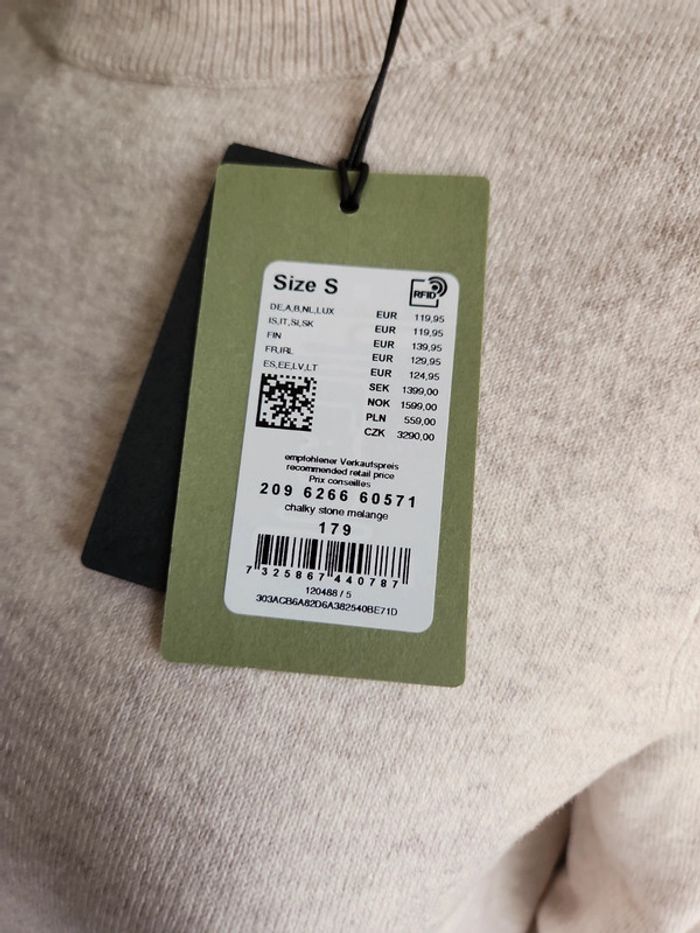 Size S
RFID
DE,A,B,NL,LUX EUR 119,95
IS,IT,SI,SK EUR 119,95
FIN EUR 139,95
FR,IRL EUR 129,95
ES,EE,LV,LT EUR 124,95
SEK 1399,00
NOK 1599,00
PLN 559,00
CZK 3290,00
empfohlener Verkaufspreis
recommended retail price
Prix conseilles
209 6266 60571
chalky stone melange
179
7 325867 440787
120488 / 5
303ACB6A82D6A382540BE71D